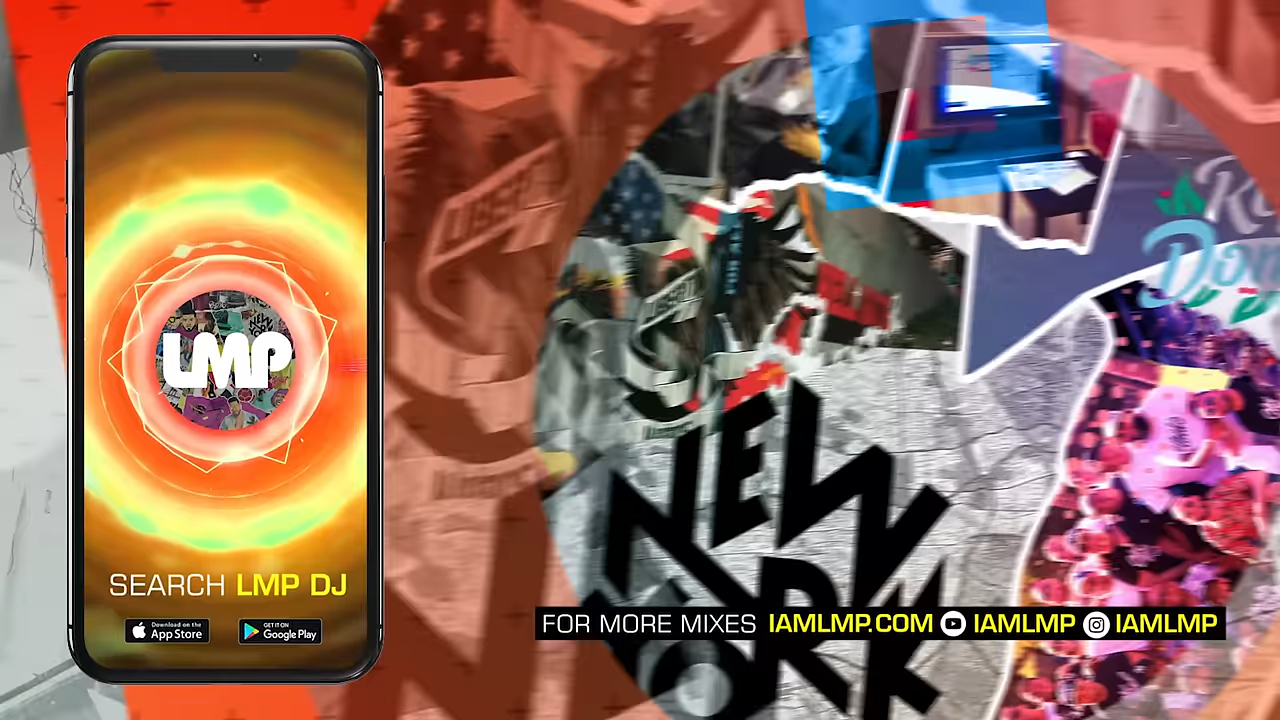 LMP
SEARCH LMP DJ
Download on the
App Store
GET IT ON
Google Play
NEW
YORK
FOR MORE MIXES IAMLMP.COM IAMLMP IAMLMP